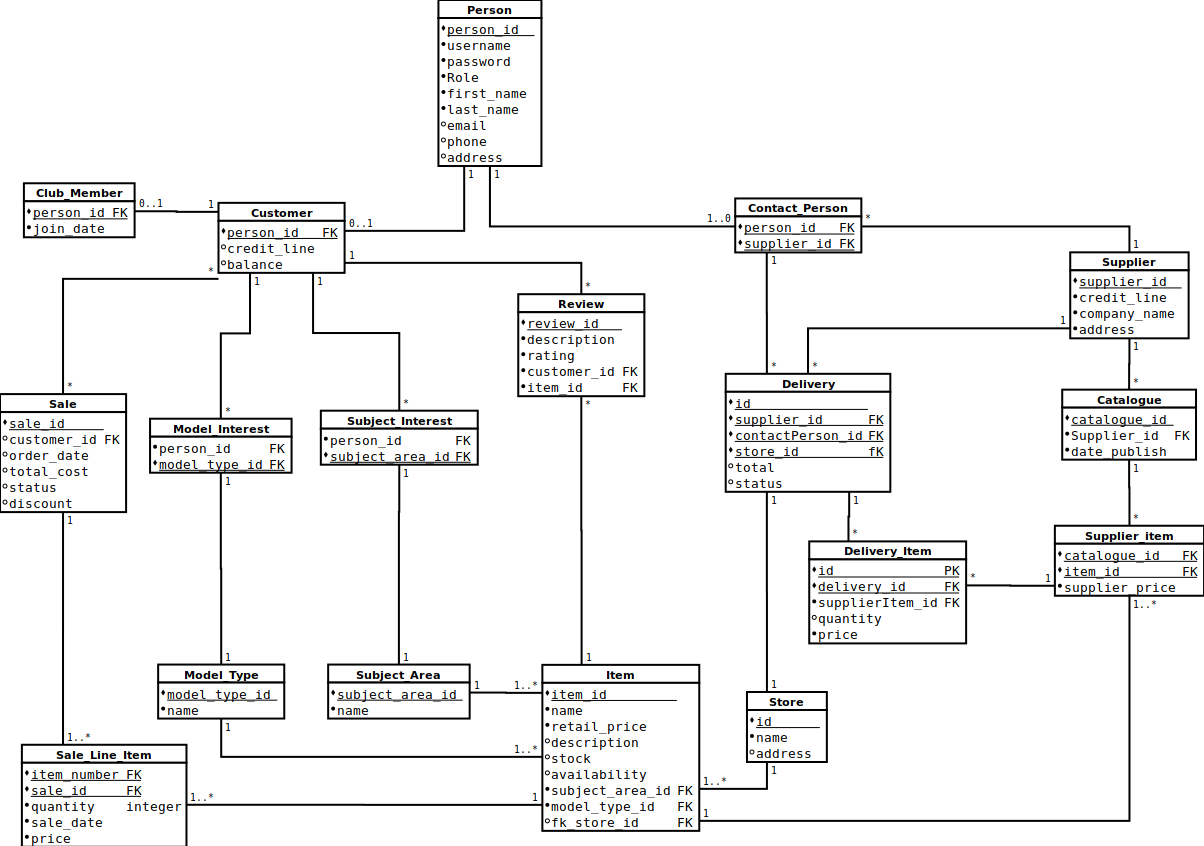 Person
person_id
username
password
Role
first_name
last_name
email
phone
address
1
1
Club_Member
person_id FK
join_date
0..1
1
Customer
person_id FK
credit_line
balance
0..1
1
*
1
1
1..0
Contact_Person
person_id FK
supplier_id FK
*
1
1
Supplier
supplier_id
credit_line
company_name
address
1
1
*
Review
review_id
description
rating
customer_id FK
item_id FK
*
*
Sale
sale_id
customer_id FK
order_date
total_cost
status
discount
1
*
Model_Interest
person_id FK
model_type_id FK
1
*
Subject_Interest
person_id FK
subject_area_id FK
1
*
*
Delivery
id
supplier_id FK
contactPerson_id FK
store_id fK
total
status
1
1
*
Catalogue
catalogue_id
Supplier_id FK
date_publish
1
*
Supplier_item
catalogue_id FK
item_id FK
supplier_price
1
1..*
*
Delivery_Item
id PK
delivery_id FK
supplierItem_id FK
quantity
price
*
1
Model_Type
model_type_id
name
1
1
Subject_Area
subject_area_id
name
1
1..*
1
Item
item_id
name
retail_price
description
stock
availability
subject_area_id FK
model_type_id FK
fk_store_id FK
1..*
1
1..*
1
1
Store
id
name
address
1
1..*
Sale_Line_Item
item_number FK
sale_id FK
quantity integer
sale_date
price
1..*